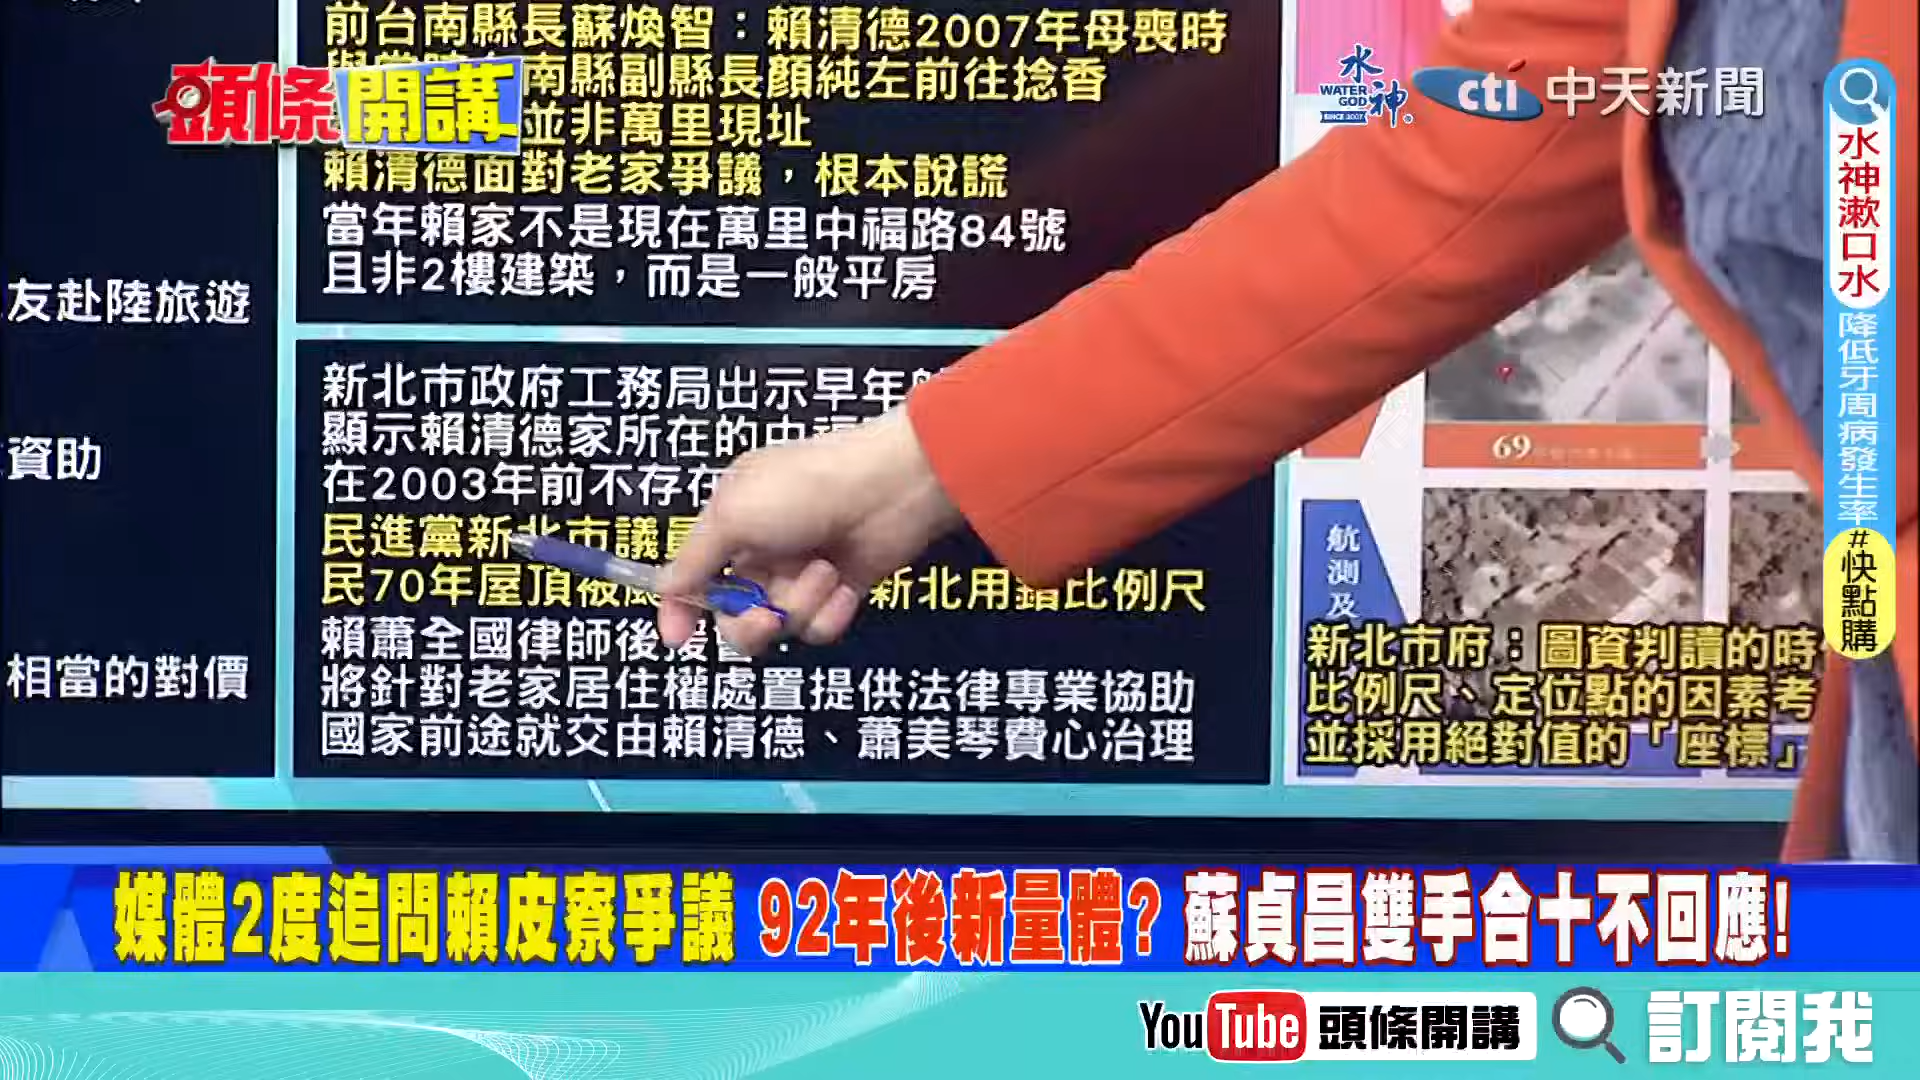 前台南縣長蘇煥智：賴清德2007年母喪時
南縣副縣長顏純左前往捻香
並非萬里現址
賴清德面對老家爭議，根本說謊
當年賴家不是現在萬里中福路84號
且非2樓建築，而是一般平房
頭條開講
水神
WATER GOD
SINCE 2007
cti 中天新聞
水神漱口水
降低牙周病發生率
#快點購
友赴陸旅遊
資助
相當的對價
新北市政府工務局出示早年
顯示賴清德家所在的中福
在2003年前不存在
民進黨新北市議員
民70年屋頂被 新北用錯比例尺
賴蕭全國律師後援會：
將針對老家居住權處置提供法律專業協助
國家前途就交由賴清德、蕭美琴費心治理
69
航測及
新北市府：圖資判讀的時
比例尺、定位點的因素考
並採用絕對值的「座標」
媒體2度追問賴皮寮爭議 92年後新量體? 蘇貞昌雙手合十不回應!
YouTube 頭條開講 訂閱我